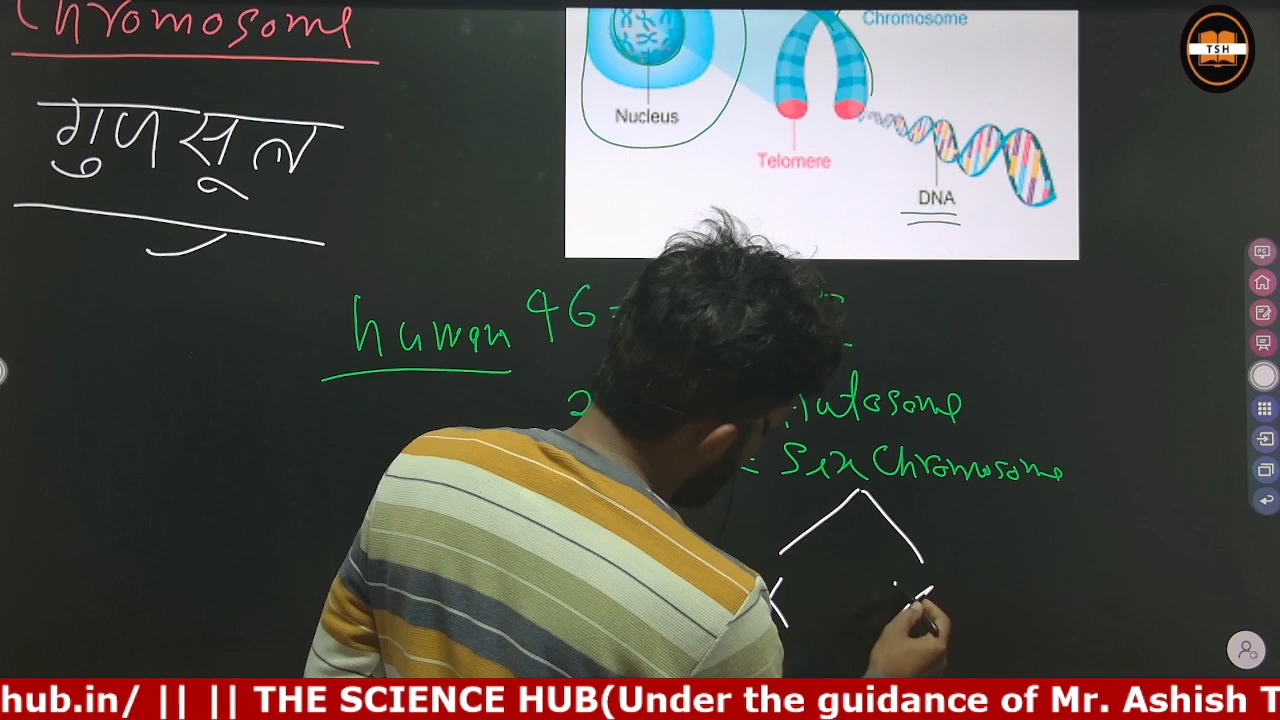 Chromosome
गुणसूत्र
Nucleus
Chromosome
Telomere
DNA
TSH
human 46 =
2
Autosome
= Sex Chromosome
hub.in/ || || THE SCIENCE HUB(Under the guidance of Mr. Ashish T